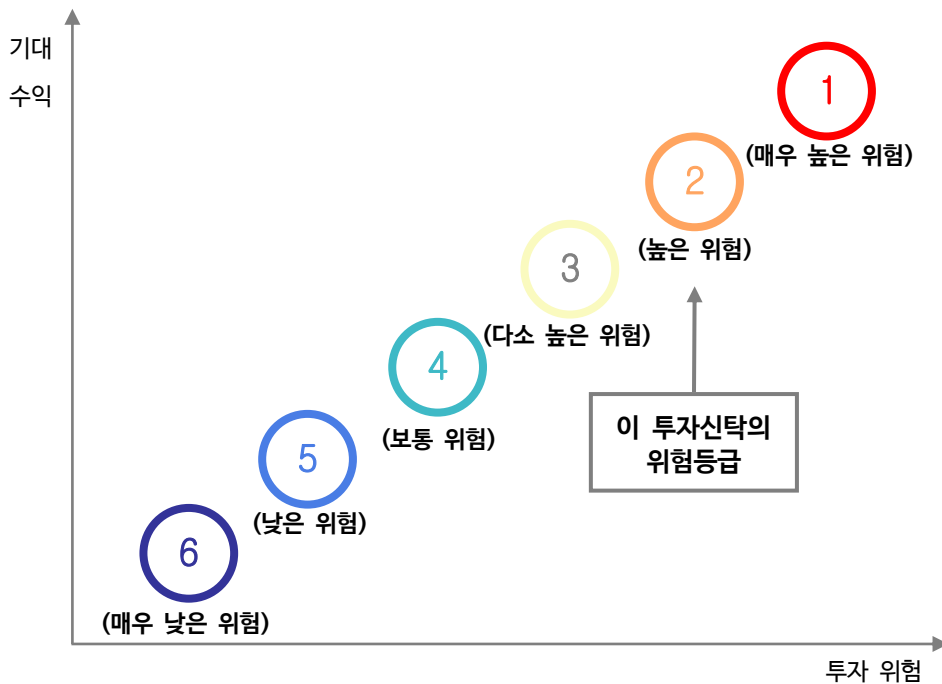 기대
수익
1
(매우 높은 위험)
2
(높은 위험)
3
(다소 높은 위험)
4
(보통 위험)
이 투자신탁의
위험등급
5
(낮은 위험)
6
(매우 낮은 위험)
투자 위험